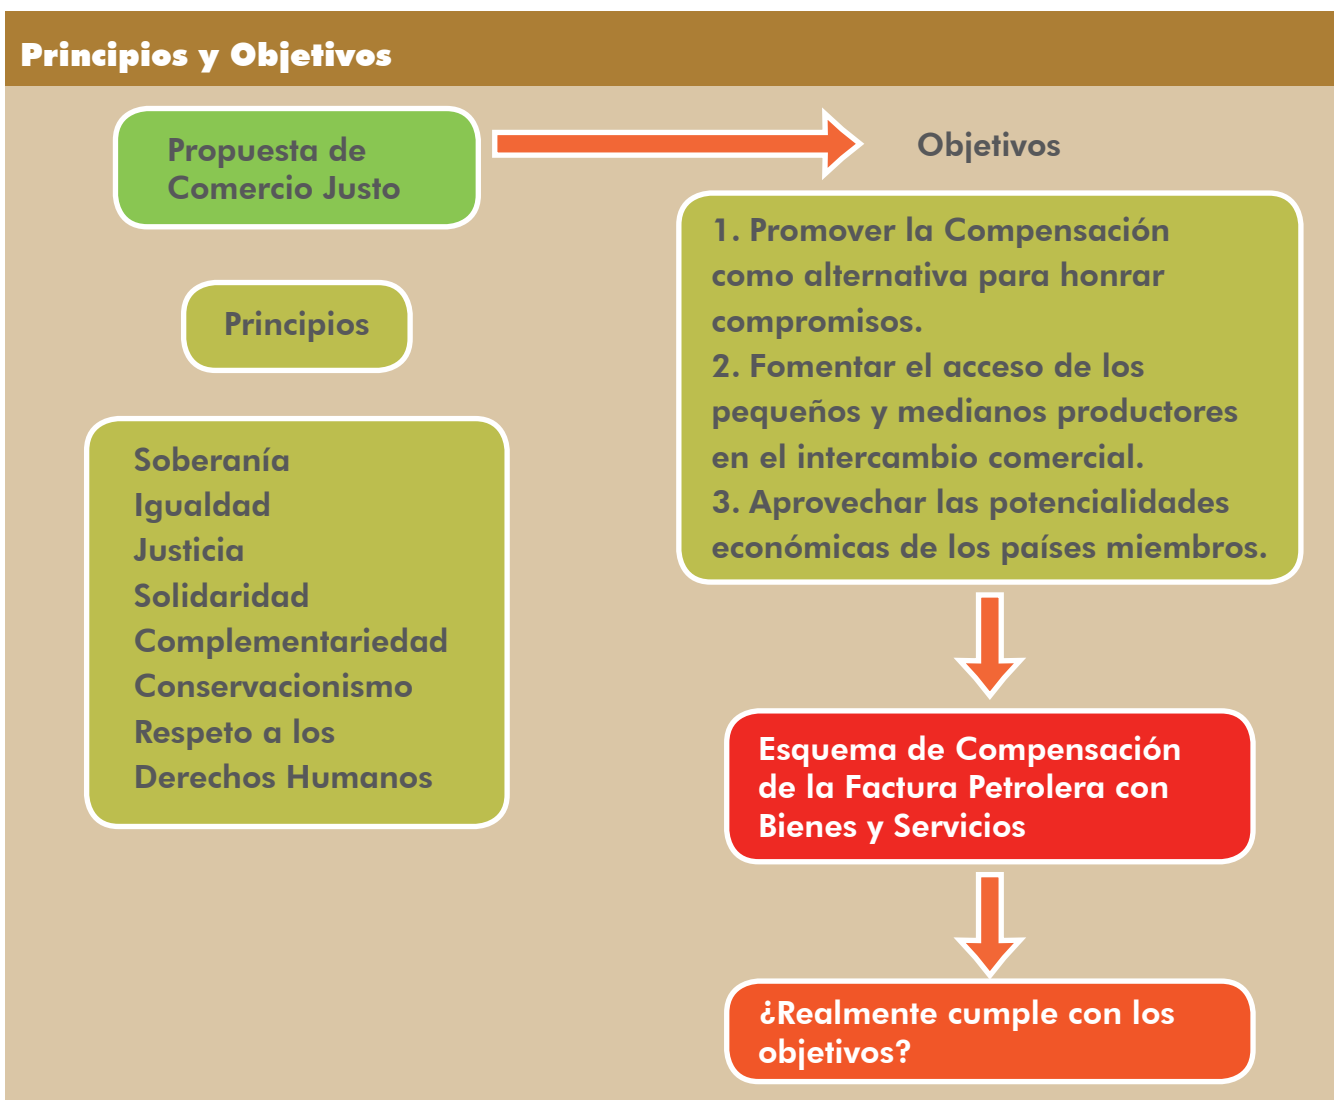 Principios y Objetivos
Propuesta de
Comercio Justo
Principios
Soberanía
Igualdad
Justicia
Solidaridad
Complementariedad
Conservacionismo
Respeto a los
Derechos Humanos
Objetivos
1. Promover la Compensación
como alternativa para honrar
compromisos.
2. Fomentar el acceso de los
pequeños y medianos productores
en el intercambio comercial.
3. Aprovechar las potencialidades
económicas de los países miembros.
Esquema de Compensación
de la Factura Petrolera con
Bienes y Servicios
¿Realmente cumple con los
objetivos?